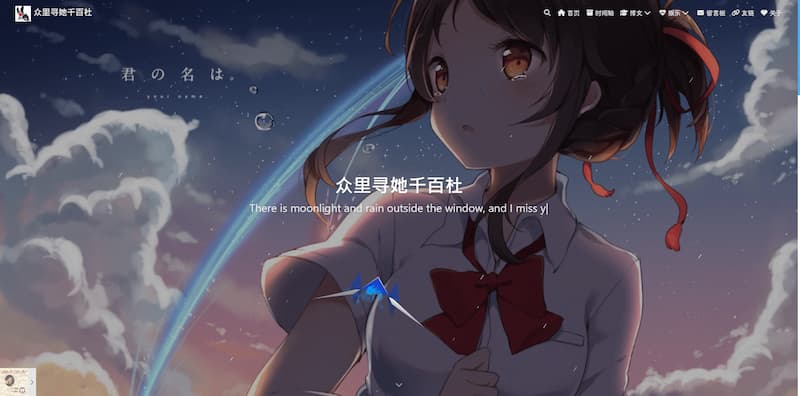 众里寻她千百杜
首页
时间轴
博文
娱乐
留言板
友链
关于
君の名は。
your name.
众里寻她千百杜
There is moonlight and rain outside the window, and I miss y